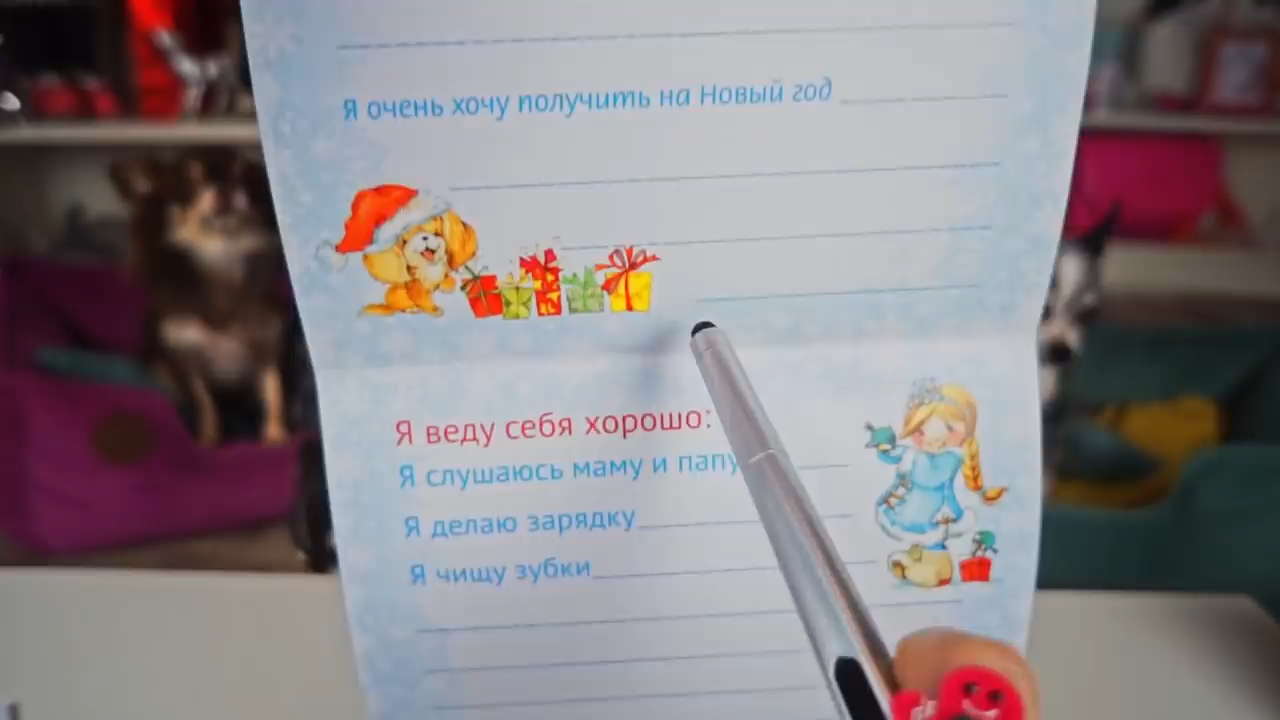 Я очень хочу получить на Новый год
Я веду себя хорошо:
Я слушаюсь маму и папу
Я делаю зарядку
Я чищу зубки